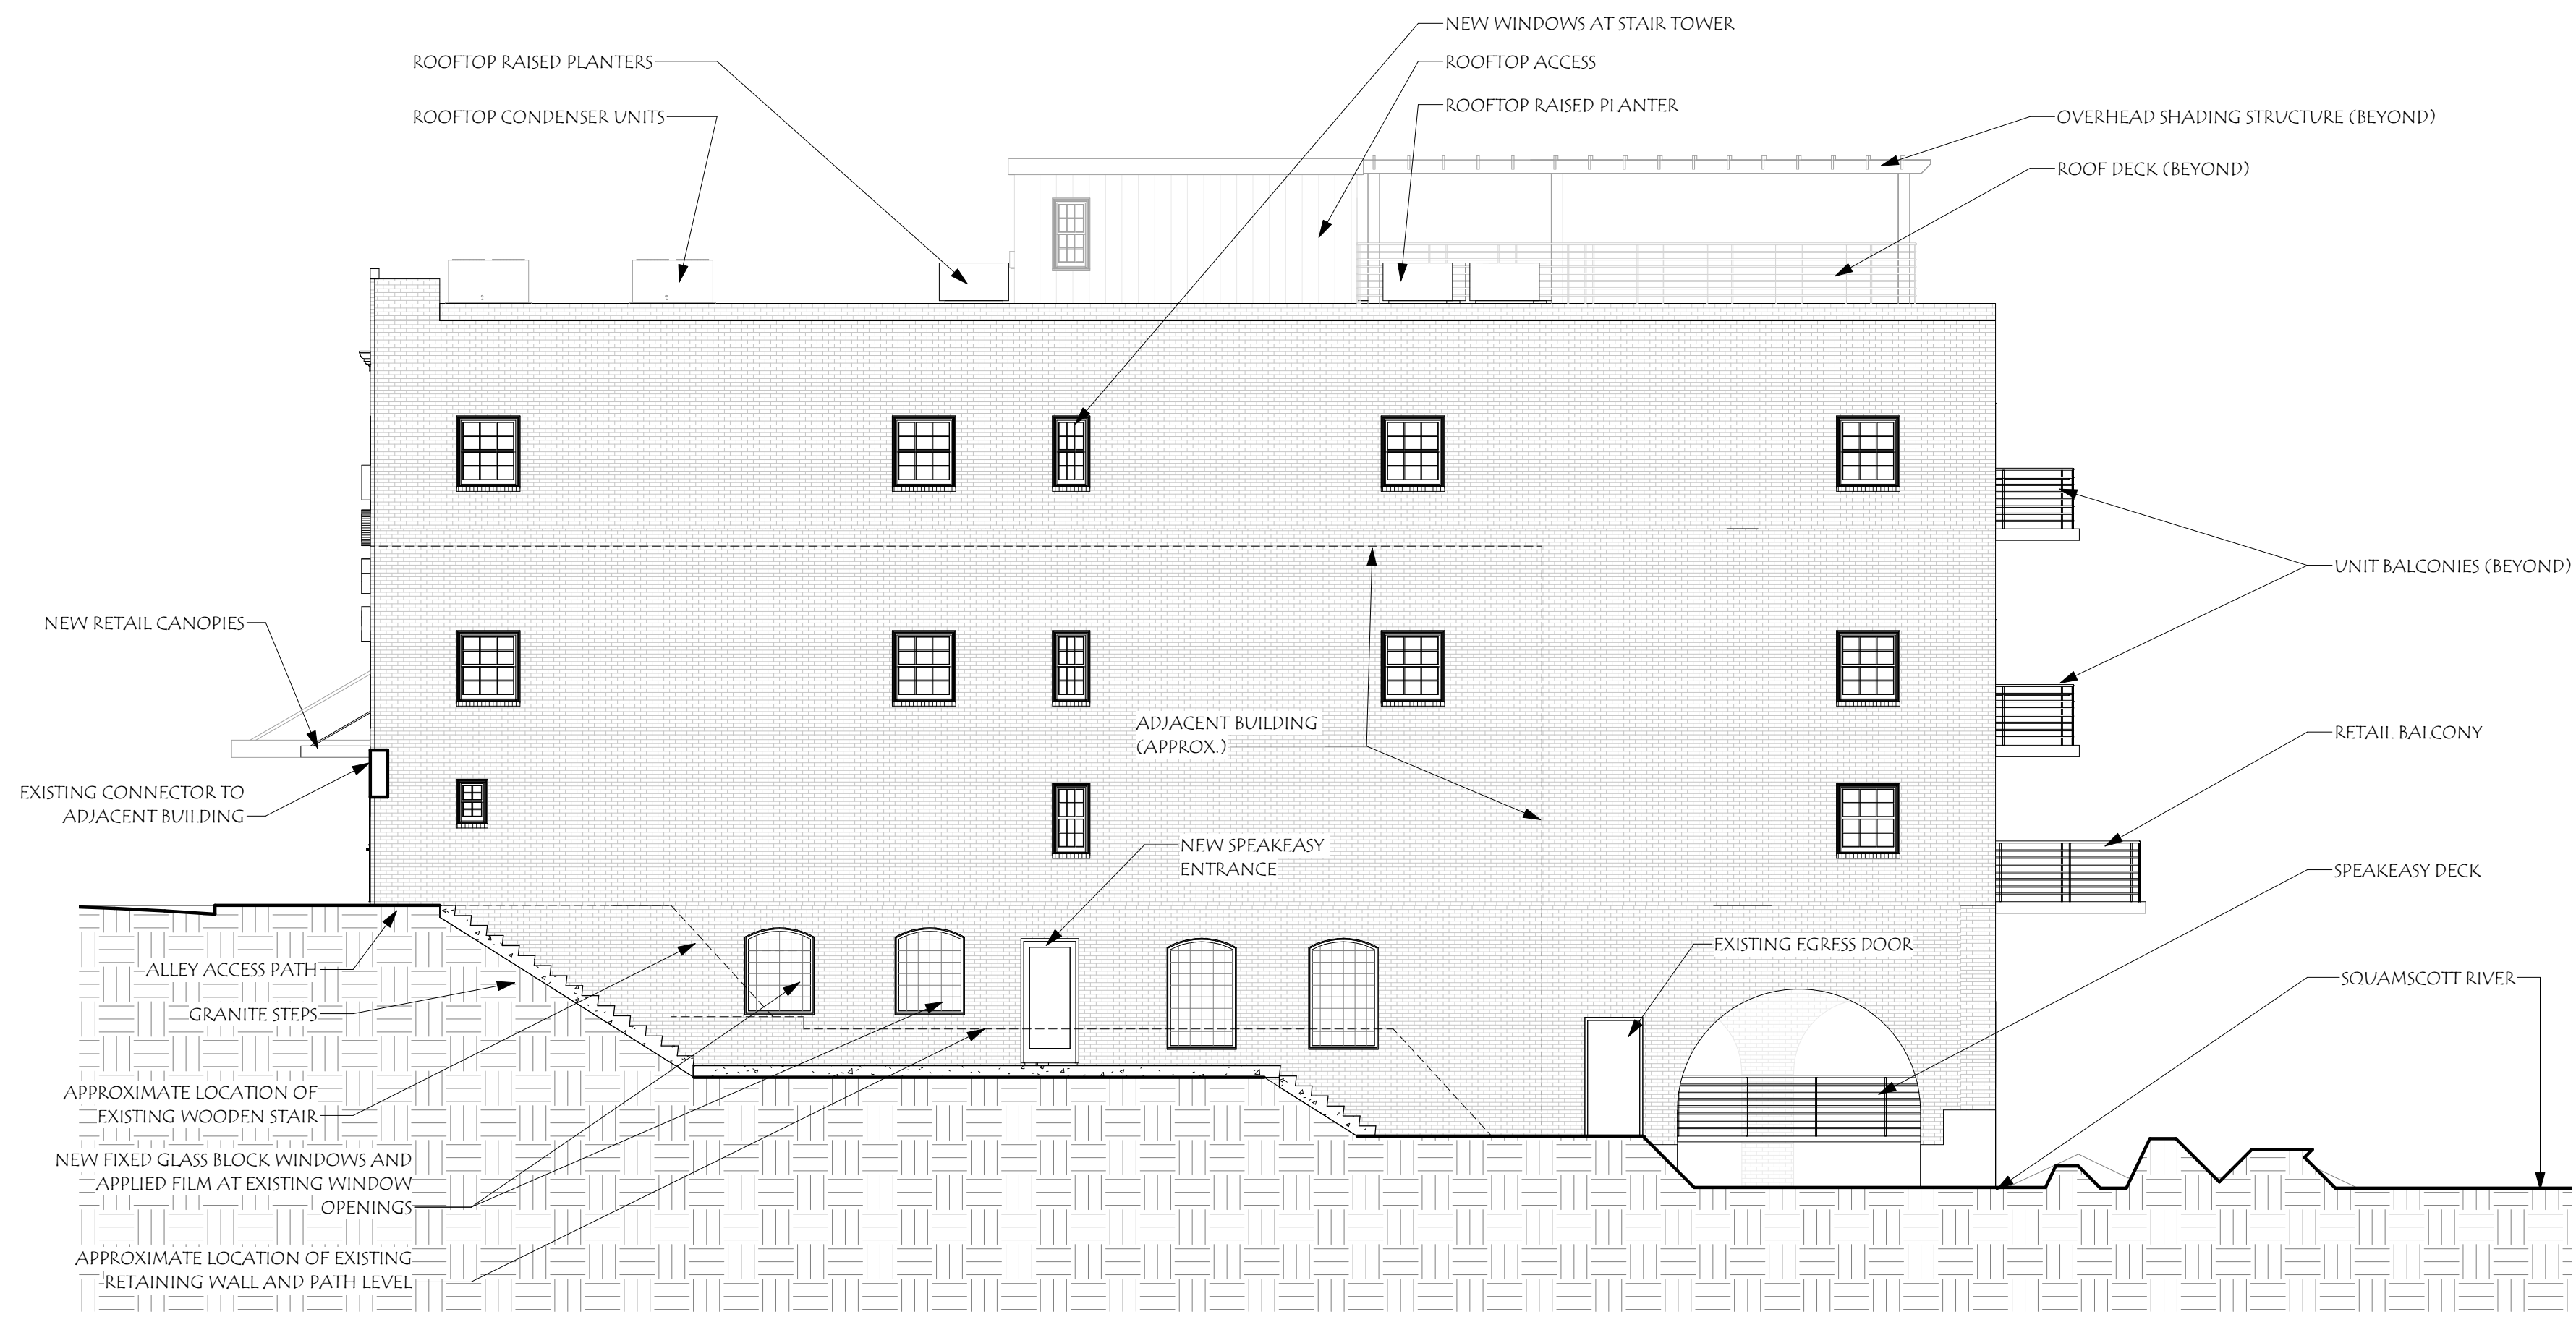 NEW WINDOWS AT STAIR TOWER
ROOFTOP RAISED PLANTERS
ROOFTOP ACCESS
ROOFTOP RAISED PLANTER
ROOFTOP CONDENSER UNITS
OVERHEAD SHADING STRUCTURE (BEYOND)
ROOF DECK (BEYOND)
UNIT BALCONIES (BEYOND)
NEW RETAIL CANOPIES
ADJACENT BUILDING
(APPROX.)
RETAIL BALCONY
EXISTING CONNECTOR TO
ADJACENT BUILDING
NEW SPEAKEASY
ENTRANCE
SPEAKEASY DECK
EXISTING EGRESS DOOR
ALLEY ACCESS PATH
SQUAMSCOTT RIVER
GRANITE STEPS
APPROXIMATE LOCATION OF
EXISTING WOODEN STAIR
NEW FIXED GLASS BLOCK WINDOWS AND
APPLIED FILM AT EXISTING WINDOW
OPENINGS
APPROXIMATE LOCATION OF EXISTING
RETAINING WALL AND PATH LEVEL